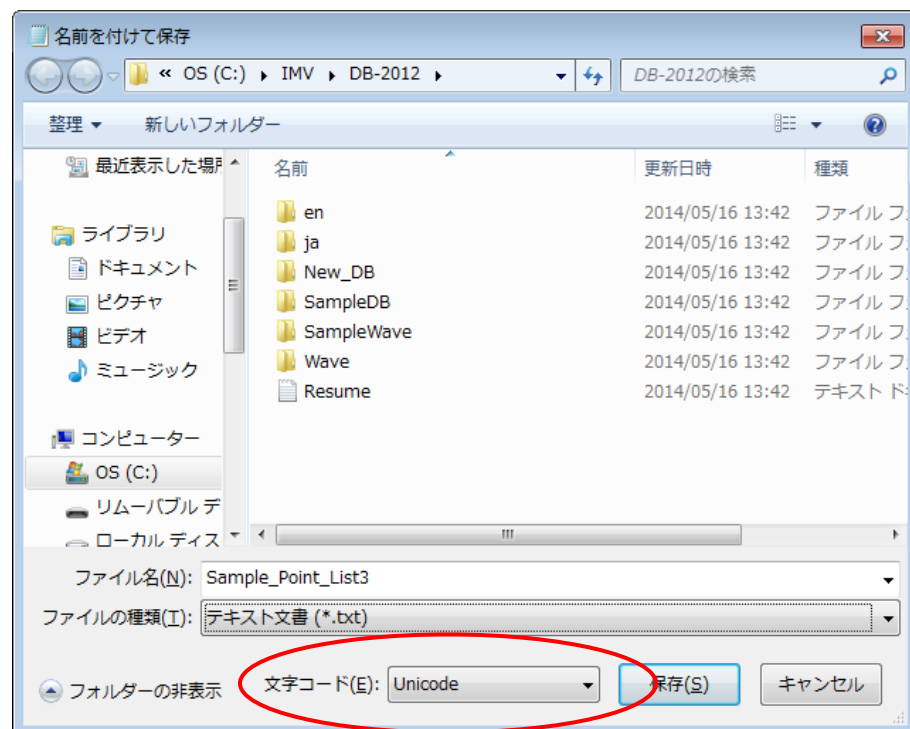 名前を付けて保存
« OS (C:) ▸ IMV ▸ DB-2012 ▸ DB-2012の検索
整理 ▼ 新しいフォルダー
最近表示した場所
ライブラリ
ドキュメント
ピクチャ
ビデオ
ミュージック
コンピューター
OS (C:)
リムーバブル デ
ローカル ディス
名前 更新日時 種類
en 2014/05/16 13:42 ファイル フ
ja 2014/05/16 13:42 ファイル フ
New_DB 2014/05/16 13:42 ファイル フ
SampleDB 2014/05/16 13:42 ファイル フ
SampleWave 2014/05/16 13:42 ファイル フ
Wave 2014/05/16 13:42 ファイル フ
Resume 2014/05/16 13:42 テキスト ド
ファイル名(N): Sample_Point_List3
ファイルの種類(T): テキスト文書 (*.txt)
フォルダーの非表示 文字コード(E): Unicode 保存(S) キャンセル